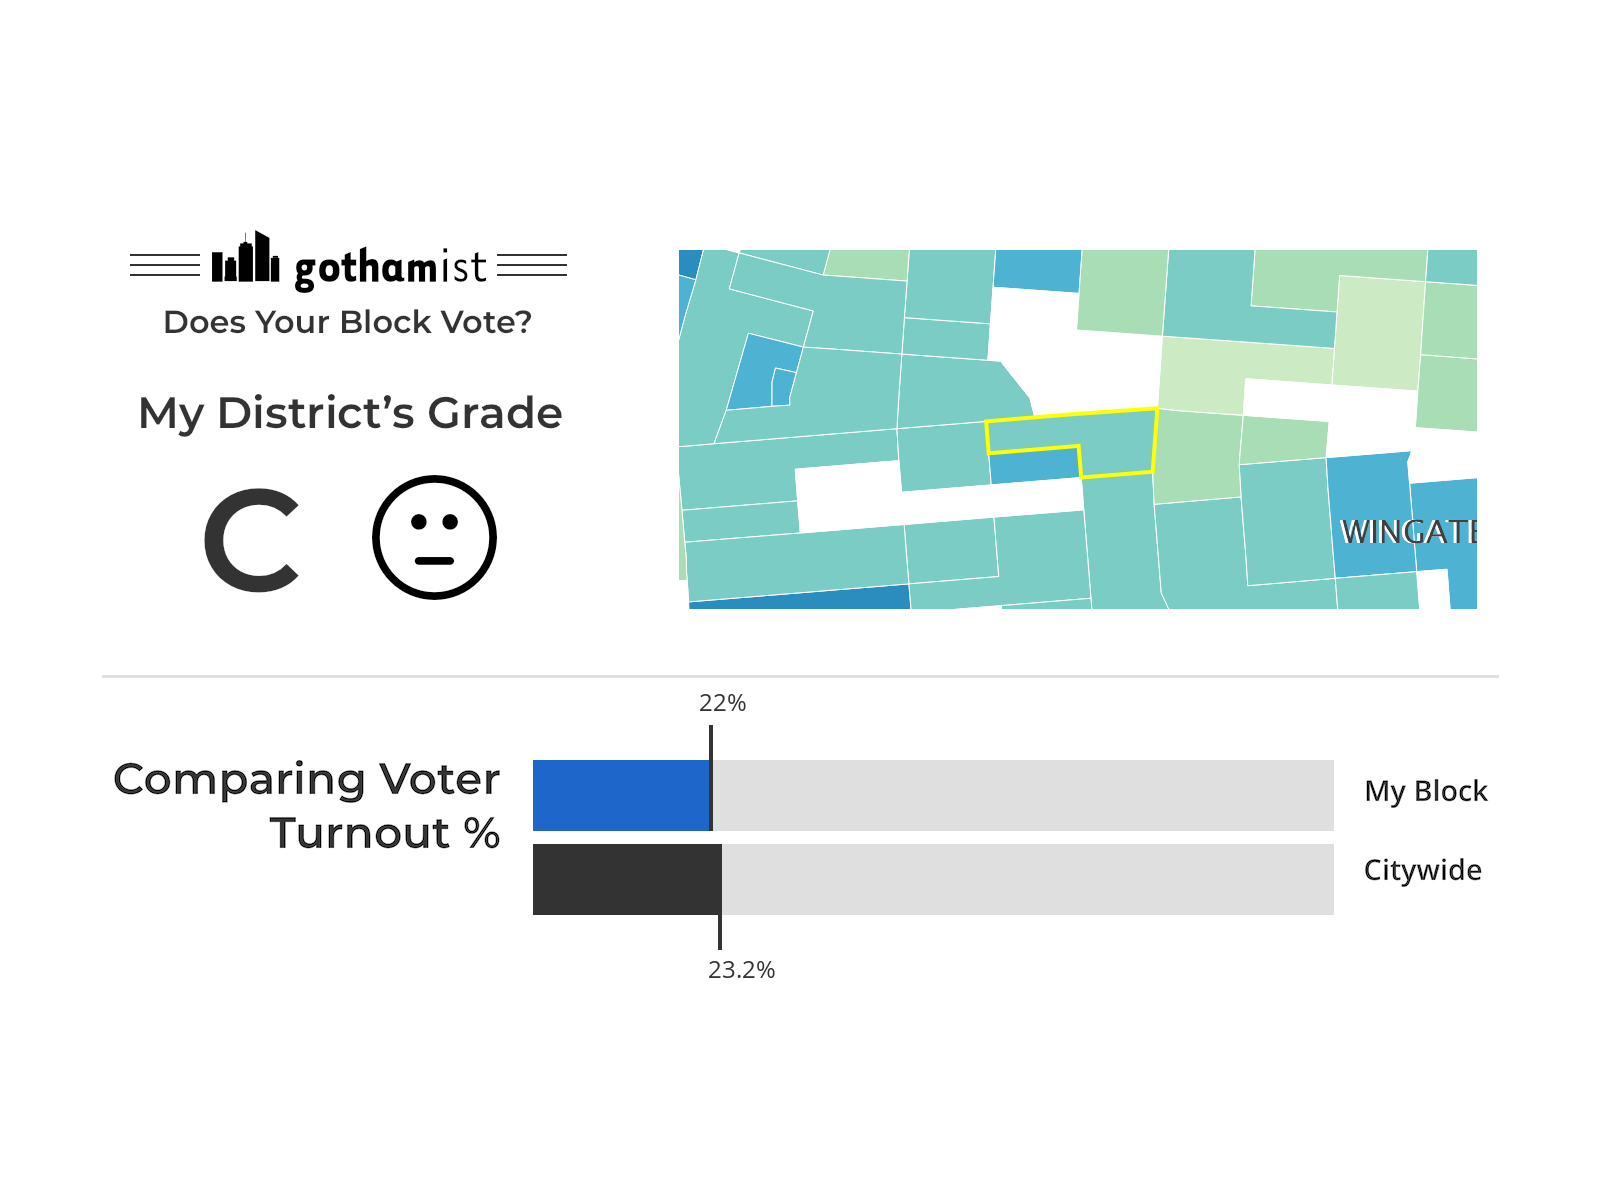 gothamist
Does Your Block Vote?
My District’s Grade
C
WINGATE
22%
Comparing Voter
Turnout %
My Block
Citywide
23.2%